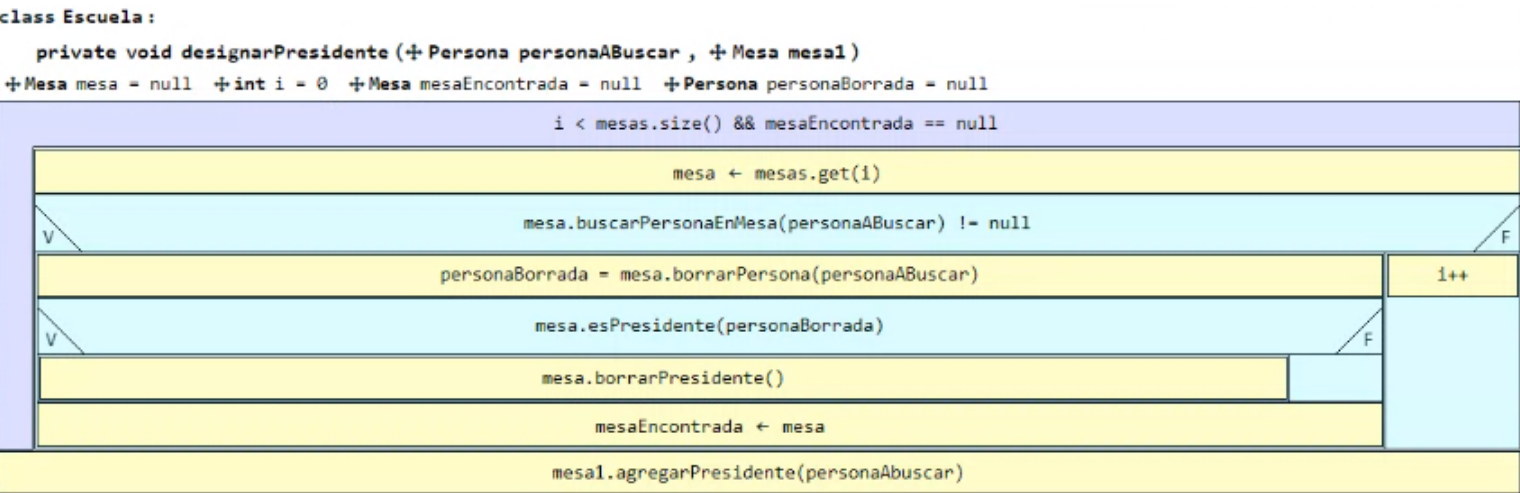 class Escuela:
private void designarPresidente (✢ Persona personaABuscar , ✢ Mesa mesa1)
✢ Mesa mesa = null ✢ int i = 0 ✢ Mesa mesaEncontrada = null ✢ Persona personaBorrada = null
i < mesas.size() && mesaEncontrada == null
mesa ← mesas.get(i)
V mesa.buscarPersonaEnMesa(personaABuscar) != null F
personaBorrada = mesa.borrarPersona(personaABuscar) i++
V mesa.esPresidente(personaBorrada) F
mesa.borrarPresidente()
mesaEncontrada ← mesa
mesa1.agregarPresidente(personaAbuscar)